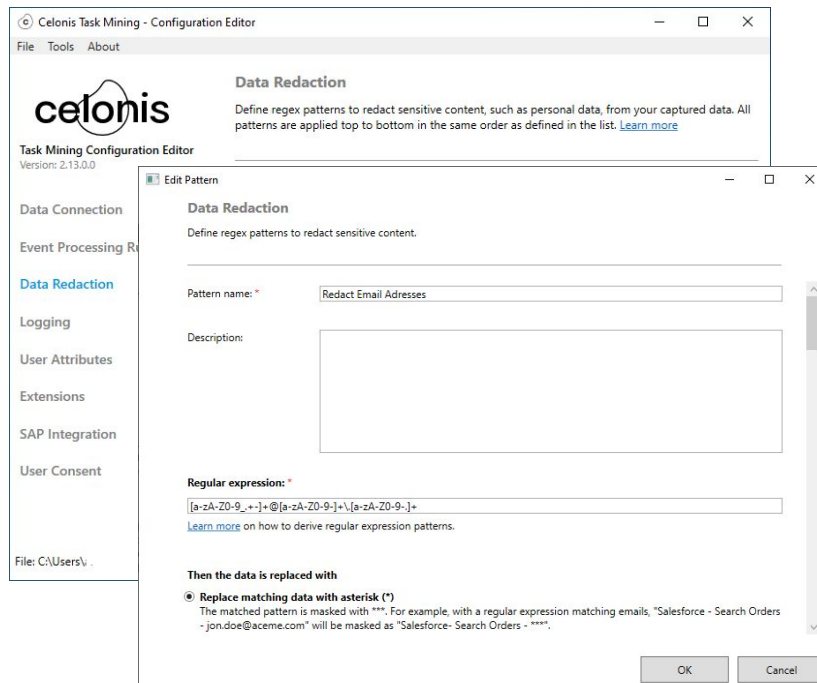 Celonis Task Mining - Configuration Editor
File Tools About
celonis
Task Mining Configuration Editor
Version: 2.13.0.0
Data Redaction
Define regex patterns to redact sensitive content, such as personal data, from your captured data. All
patterns are applied top to bottom in the same order as defined in the list. Learn more
Data Connection
Event Processing Ru
Data Redaction
Logging
User Attributes
Extensions
SAP Integration
User Consent
File: C:\Users\
Edit Pattern
Data Redaction
Define regex patterns to redact sensitive content.
Pattern name: *
Redact Email Adresses
Description:
Regular expression: *
[a-zA-Z0-9_.+-]+@[a-zA-Z0-9-]+\.[a-zA-Z0-9-.]+
Learn more on how to derive regular expression patterns.
Then the data is replaced with
Replace matching data with asterisk (*)
The matched pattern is masked with ***. For example, with a regular expression matching emails, "Salesforce - Search Orders
- jon.doe@aceme.com" will be masked as "Salesforce- Search Orders - ***".
OK Cancel